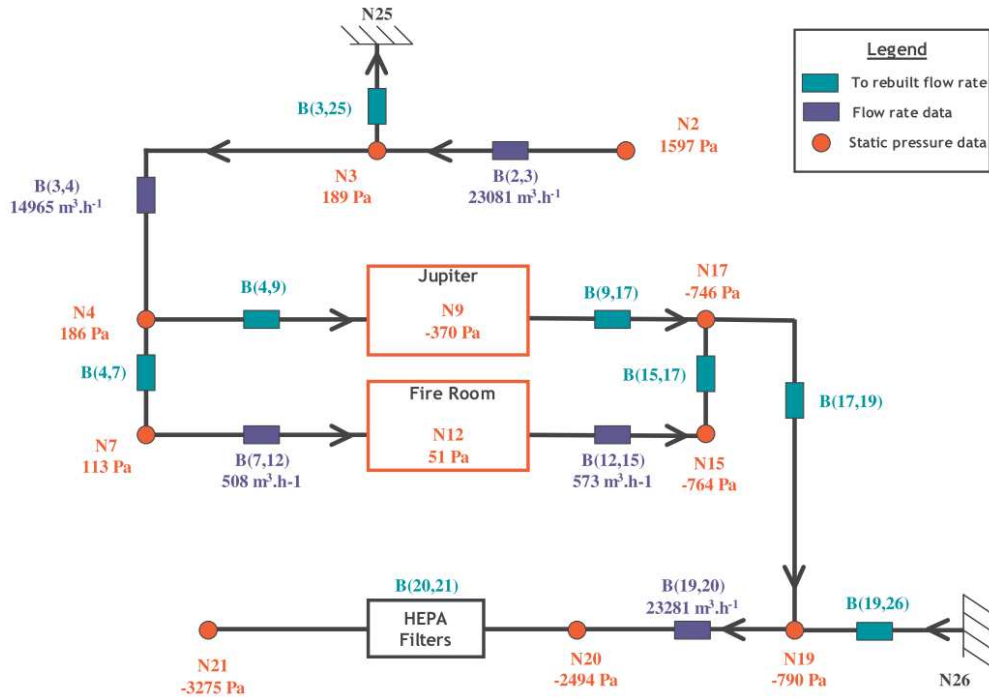 N25
Legend
To rebuilt flow rate
Flow rate data
Static pressure data
B(3,25)
N2
1597 Pa
N3
189 Pa
B(2,3)
23081 m³.h⁻¹
B(3,4)
14965 m³.h⁻¹
N4
186 Pa
B(4,9)
Jupiter
N9
-370 Pa
B(9,17)
N17
-746 Pa
B(4,7)
B(15,17)
B(17,19)
Fire Room
N12
51 Pa
N7
113 Pa
B(7,12)
508 m³.h-1
B(12,15)
573 m³.h-1
N15
-764 Pa
B(20,21)
HEPA
Filters
B(19,20)
23281 m³.h⁻¹
B(19,26)
N21
-3275 Pa
N20
-2494 Pa
N19
-790 Pa
N26